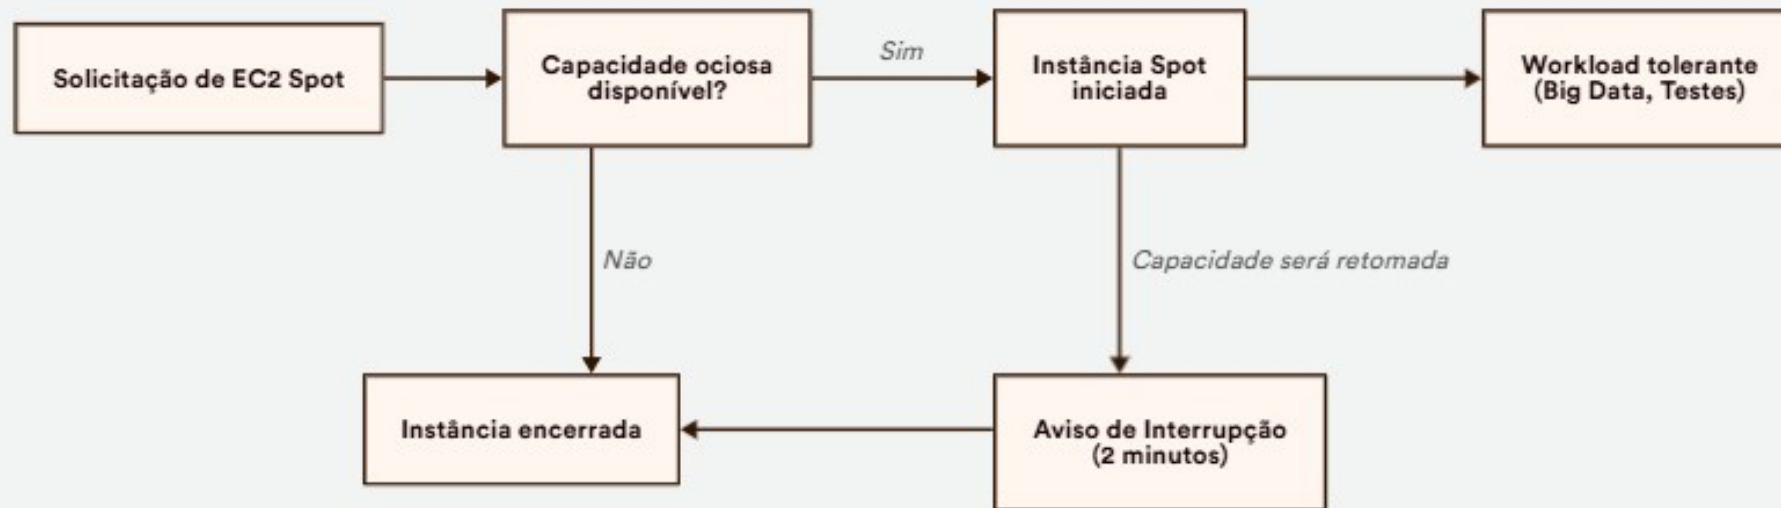 Solicitação de EC2 Spot
Capacidade ociosa
disponível?
Sim
Instância Spot
iniciada
Workload tolerante
(Big Data, Testes)
Não
Capacidade será retomada
Instância encerrada
Aviso de Interrupção
(2 minutos)